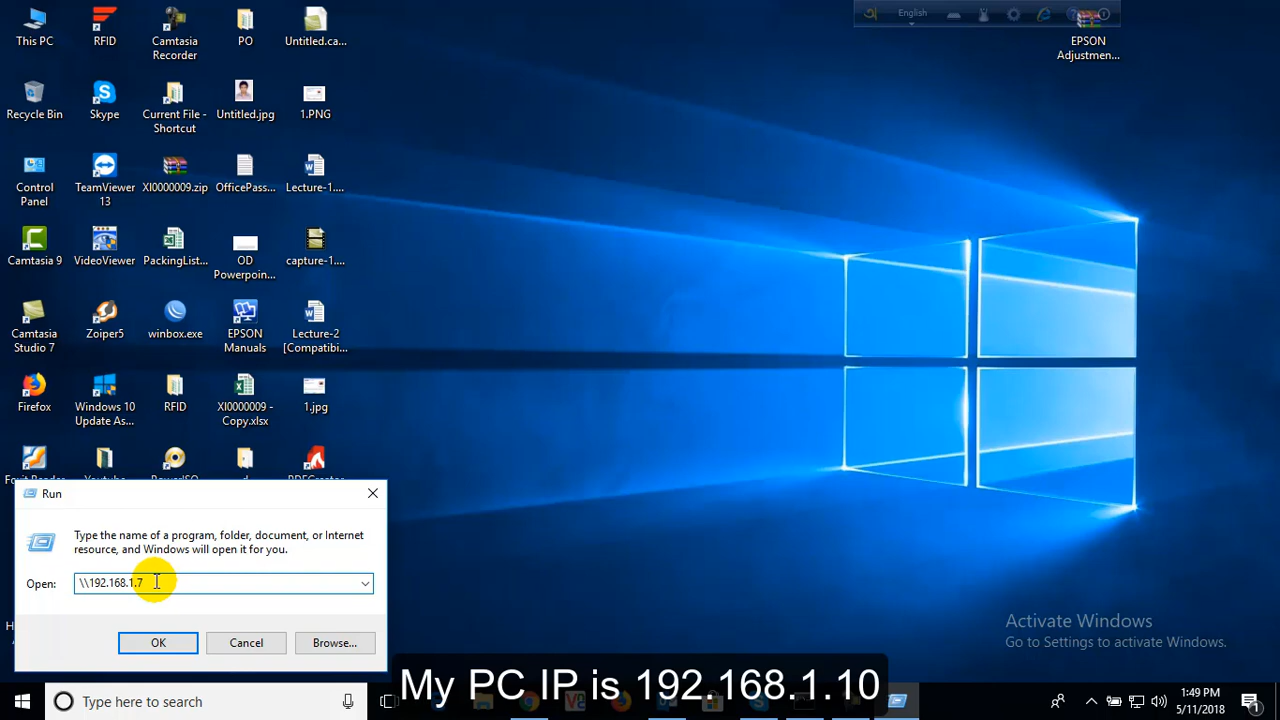 English
This PC
RFID
Camtasia
Recorder
PO
Untitled.ca...
EPSON
Adjustmen...
Recycle Bin
Skype
Current File -
Shortcut
Untitled.jpg
1.PNG
Control
Panel
TeamViewer
13
XI0000009.zip
OfficePass...
Lecture-1....
Camtasia 9
VideoViewer
PackingList...
OD
Powerpoin...
capture-1....
Camtasia
Studio 7
Zoiper5
winbox.exe
EPSON
Manuals
Lecture-2
[Compatibi...
Firefox
Windows 10
Update As...
RFID
XI0000009 -
Copy.xlsx
1.jpg
Foxit Reader
Youtube
PowerISO
PDFCreator
Run
Type the name of a program, folder, document, or Internet
resource, and Windows will open it for you.
Open:
\\192.168.1.7
OK
Cancel
Browse...
Activate Windows
Go to Settings to activate Windows.
My PC IP is 192.168.1.10
Type here to search
1:49 PM
5/11/2018